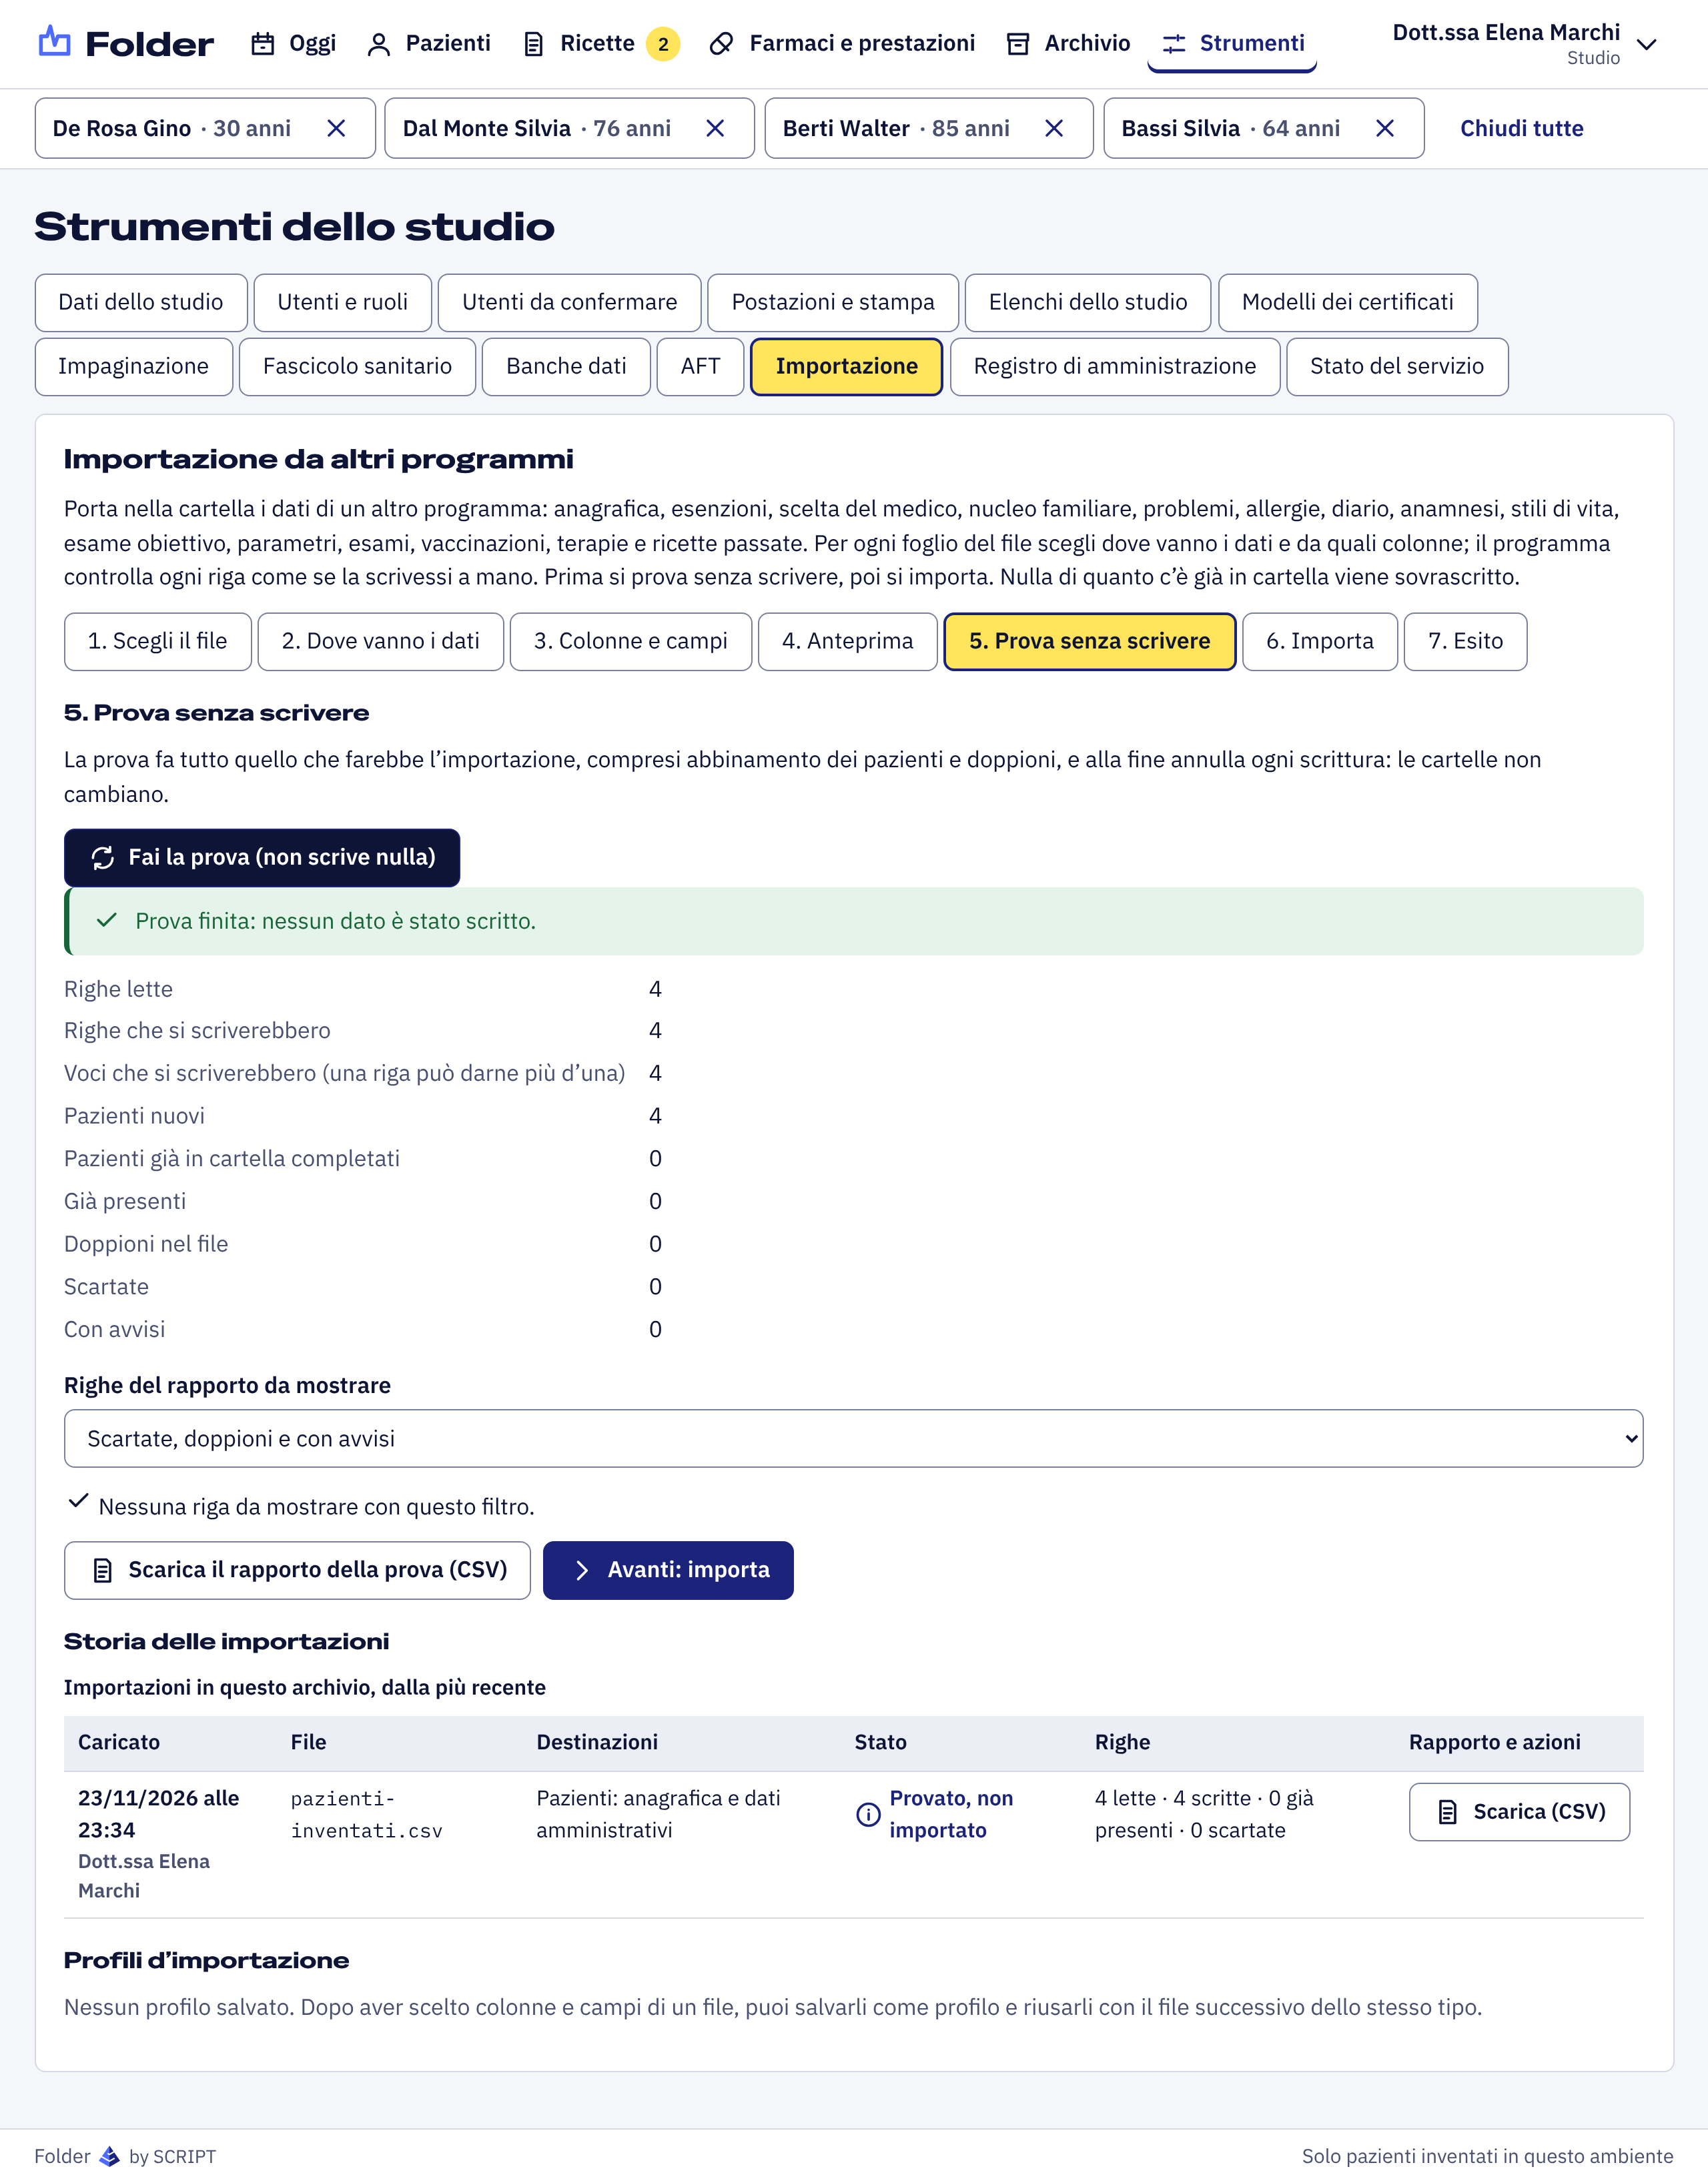 Folder
Oggi
Pazienti
Ricette 2
Farmaci e prestazioni
Archivio
Strumenti
Dott.ssa Elena Marchi
Studio
De Rosa Gino · 30 anni
Dal Monte Silvia · 76 anni
Berti Walter · 85 anni
Bassi Silvia · 64 anni
Chiudi tutte
Strumenti dello studio
Dati dello studio
Utenti e ruoli
Utenti da confermare
Postazioni e stampa
Elenchi dello studio
Modelli dei certificati
Impaginazione
Fascicolo sanitario
Banche dati
AFT
Importazione
Registro di amministrazione
Stato del servizio
Importazione da altri programmi
Porta nella cartella i dati di un altro programma: anagrafica, esenzioni, scelta del medico, nucleo familiare, problemi, allergie, diario, anamnesi, stili di vita,
esame obiettivo, parametri, esami, vaccinazioni, terapie e ricette passate. Per ogni foglio del file scegli dove vanno i dati e da quali colonne; il programma
controlla ogni riga come se la scrivessi a mano. Prima si prova senza scrivere, poi si importa. Nulla di quanto c’è già in cartella viene sovrascritto.
1. Scegli il file
2. Dove vanno i dati
3. Colonne e campi
4. Anteprima
5. Prova senza scrivere
6. Importa
7. Esito
5. Prova senza scrivere
La prova fa tutto quello che farebbe l’importazione, compresi abbinamento dei pazienti e doppioni, e alla fine annulla ogni scrittura: le cartelle non
cambiano.
Fai la prova (non scrive nulla)
Prova finita: nessun dato è stato scritto.
Righe lette 4
Righe che si scriverebbero 4
Voci che si scriverebbero (una riga può darne più d’una) 4
Pazienti nuovi 4
Pazienti già in cartella completati 0
Già presenti 0
Doppioni nel file 0
Scartate 0
Con avvisi 0
Righe del rapporto da mostrare
Scartate, doppioni e con avvisi
Nessuna riga da mostrare con questo filtro.
Scarica il rapporto della prova (CSV)
Avanti: importa
Storia delle importazioni
Importazioni in questo archivio, dalla più recente
Caricato File Destinazioni Stato Righe Rapporto e azioni
23/11/2026 alle
23:34
Dott.ssa Elena
Marchi
pazienti-
inventati.csv
Pazienti: anagrafica e dati
amministrativi
Provato, non
importato
4 lette · 4 scritte · 0 già
presenti · 0 scartate
Scarica (CSV)
Profili d’importazione
Nessun profilo salvato. Dopo aver scelto colonne e campi di un file, puoi salvarli come profilo e riusarli con il file successivo dello stesso tipo.
Folder by SCRIPT
Solo pazienti inventati in questo ambiente